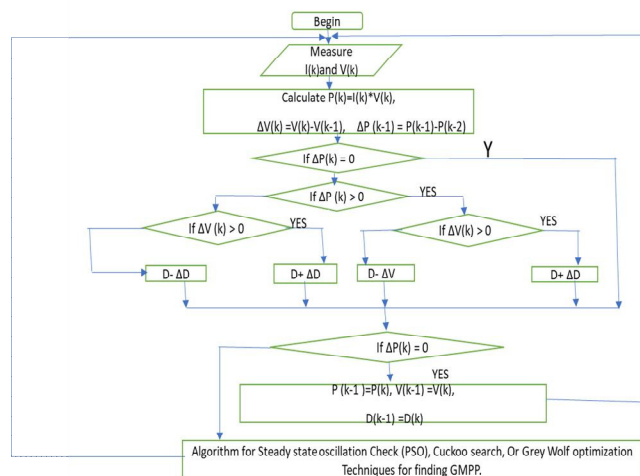 Begin
Measure
I(k)and V(k)
Calculate P(k)=I(k)*V(k),
ΔV(k) =V(k)-V(k-1), ΔP (k-1) = P(k-1)-P(k-2)
If ΔP(k) = 0
Y
If ΔP(k) > 0
YES
If ΔV (k) > 0
YES
If ΔV(k) > 0
YES
D- ΔD
D+ ΔD
D- ΔV
D+ ΔD
If ΔP(k) = 0
YES
P (k-1 )=P(k), V(k-1) =V(k),
D(k-1) =D(k)
Algorithm for Steady state oscillation Check (PSO), Cuckoo search, Or Grey Wolf optimization
Techniques for finding GMPP.